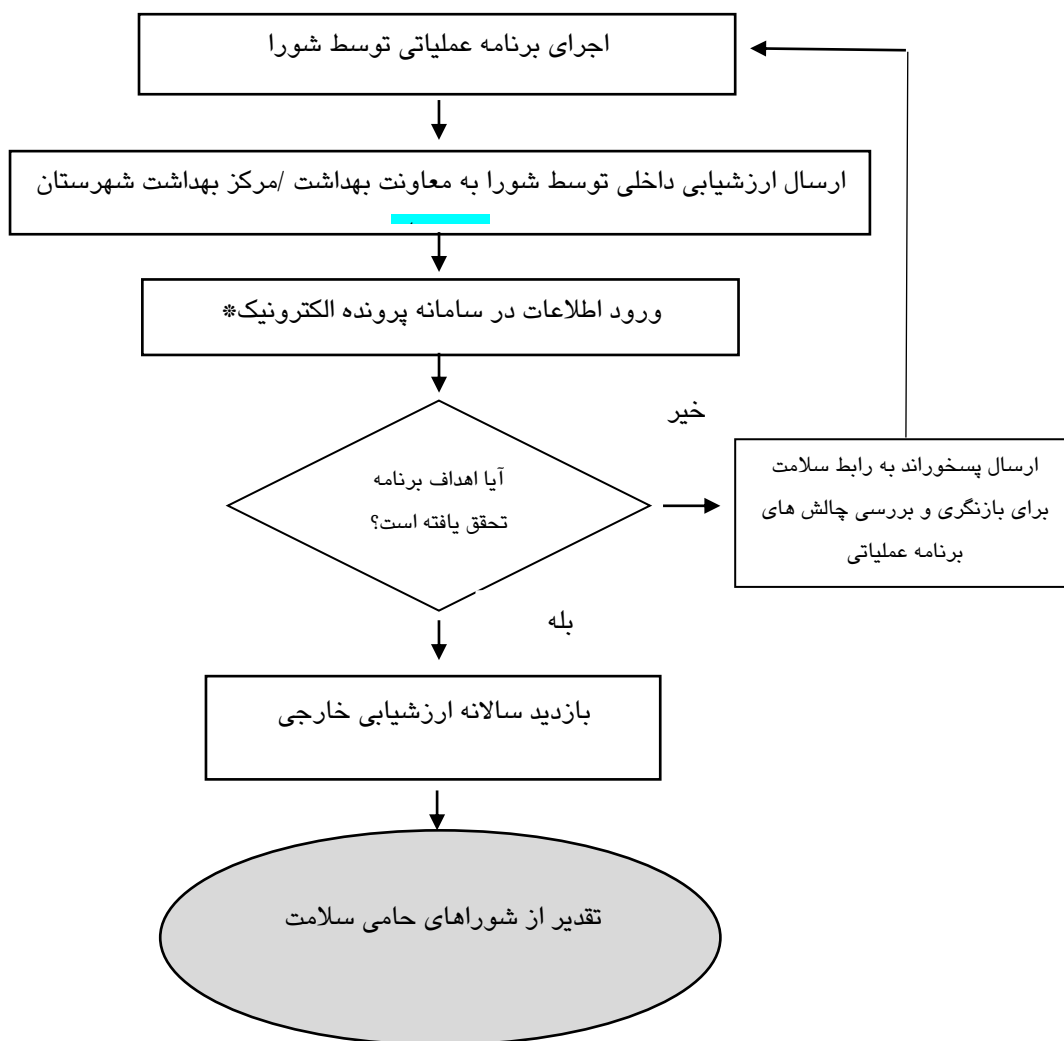 اجرای برنامه عملیاتی توسط شورا
ارسال ارزشیابی داخلی توسط شورا به معاونت بهداشت /مرکز بهداشت شهرستان
ورود اطلاعات در سامانه پرونده الکترونیک*
خیر
آیا اهداف برنامه
تحقق یافته است؟
ارسال پسخوراند به رابط سلامت
برای بازنگری و بررسی چالش های
برنامه عملیاتی
بله
بازدید سالانه ارزشیابی خارجی
تقدیر از شوراهای حامی سلامت